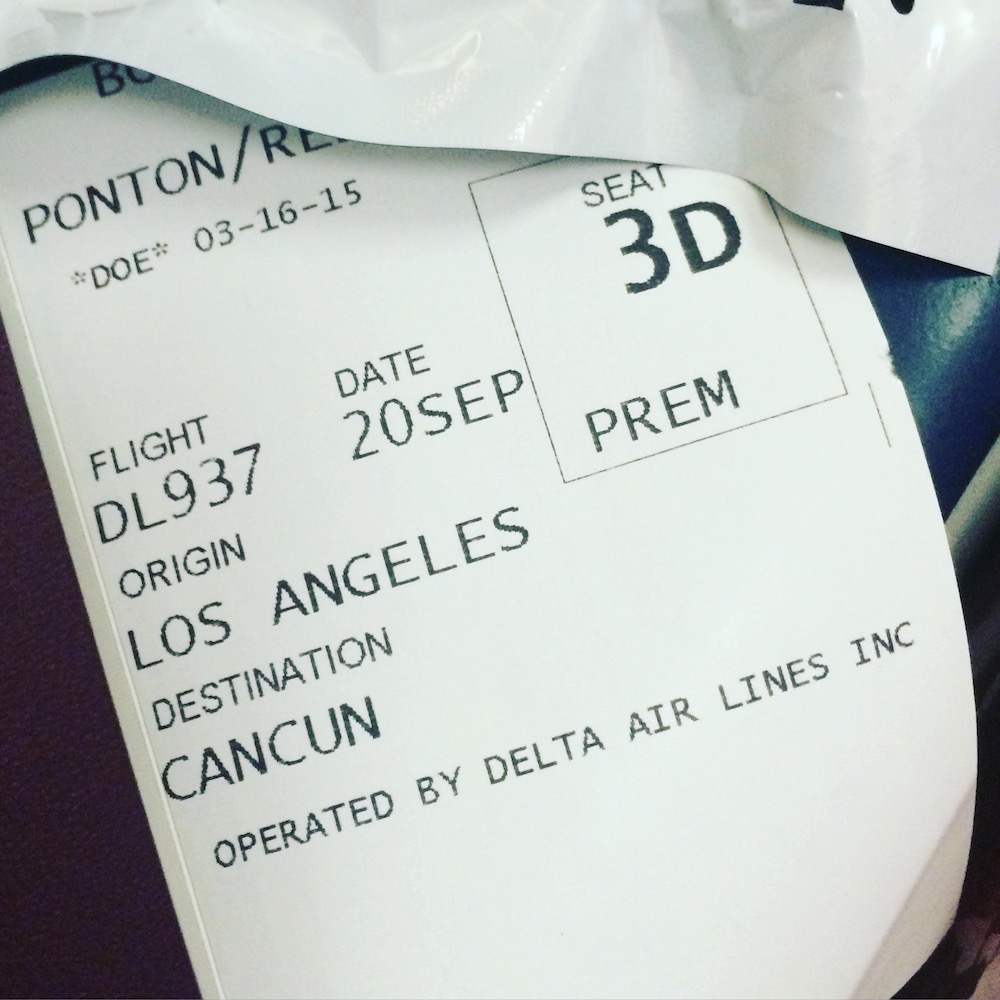 PONTON/RE
*DOE* 03-16-15
SEAT
3D
PREM
FLIGHT DATE
DL937 20SEP
ORIGIN
LOS ANGELES
DESTINATION
CANCUN
OPERATED BY DELTA AIR LINES INC